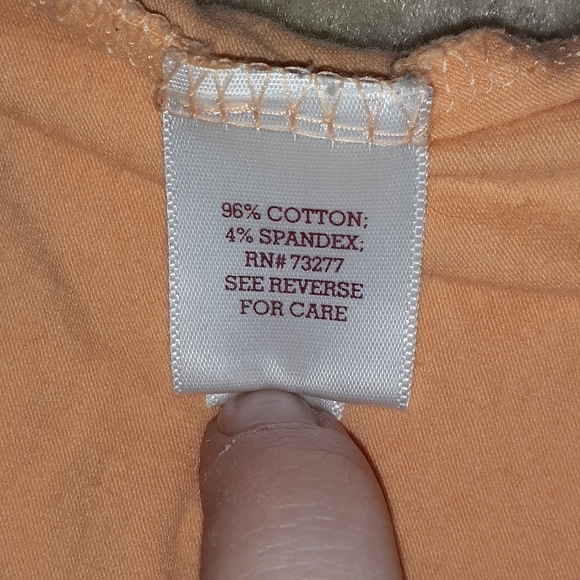 96% COTTON;
4% SPANDEX;
RN# 73277
SEE REVERSE
FOR CARE